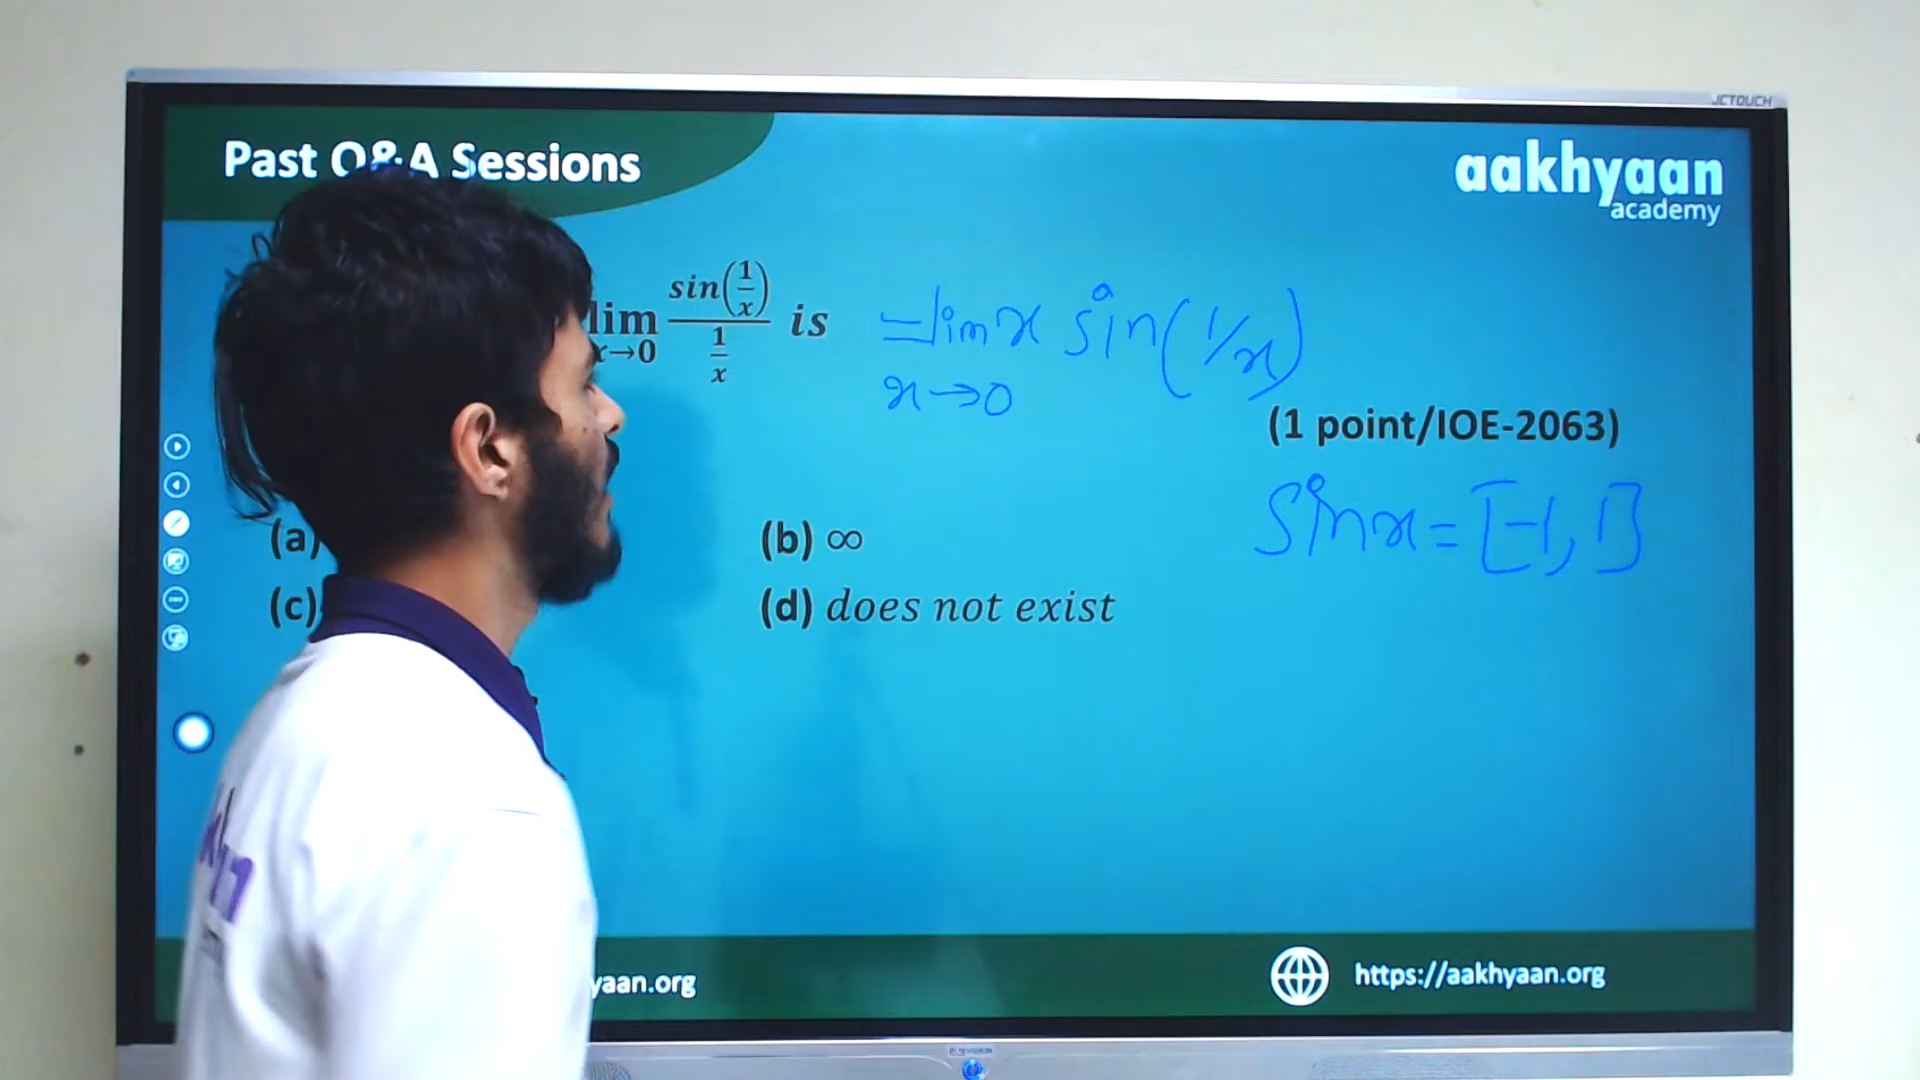 JCTOUCH
Past Q&A Sessions
aakhyaan
academy
lim x→0 sin(1/x) / 1/x is
=lim x sin(1/x)
x→0
(1 point/IOE-2063)
Sin x = [-1, 1]
(a)
(b) ∞
(c)
(d) does not exist
yaan.org
https://aakhyaan.org